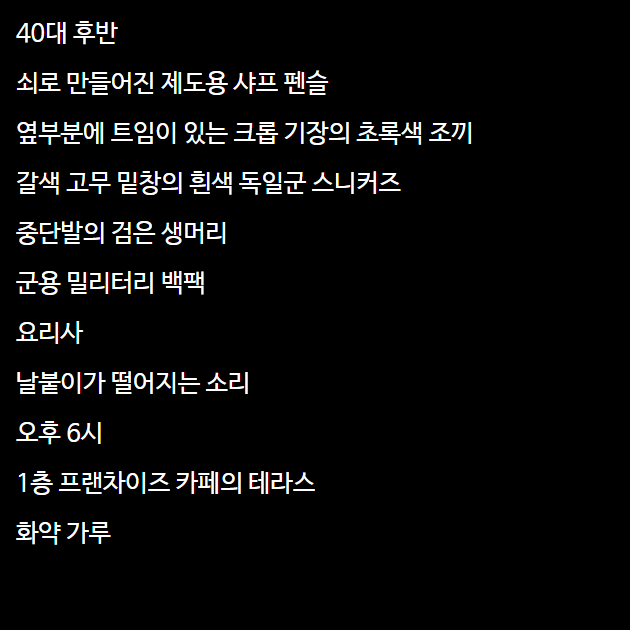 40대 후반
쇠로 만들어진 제도용 샤프 펜슬
옆부분에 트임이 있는 크롭 기장의 초록색 조끼
갈색 고무 밑창의 흰색 독일군 스니커즈
중단발의 검은 생머리
군용 밀리터리 백팩
요리사
날붙이가 떨어지는 소리
오후 6시
1층 프랜차이즈 카페의 테라스
화약 가루